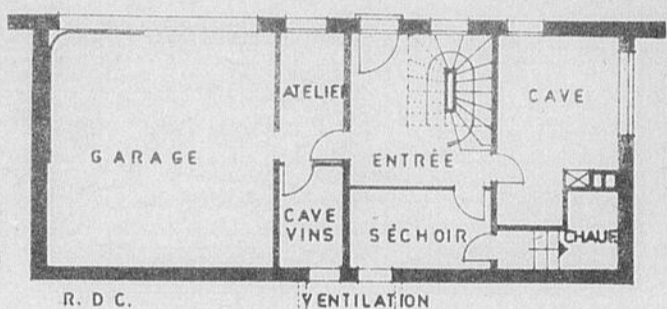 ATELIER
CAVE
GARAGE
ENTRÉE
CAVE
VINS
SÉCHOIR
CHAUF
R. D C.
VENTILATION